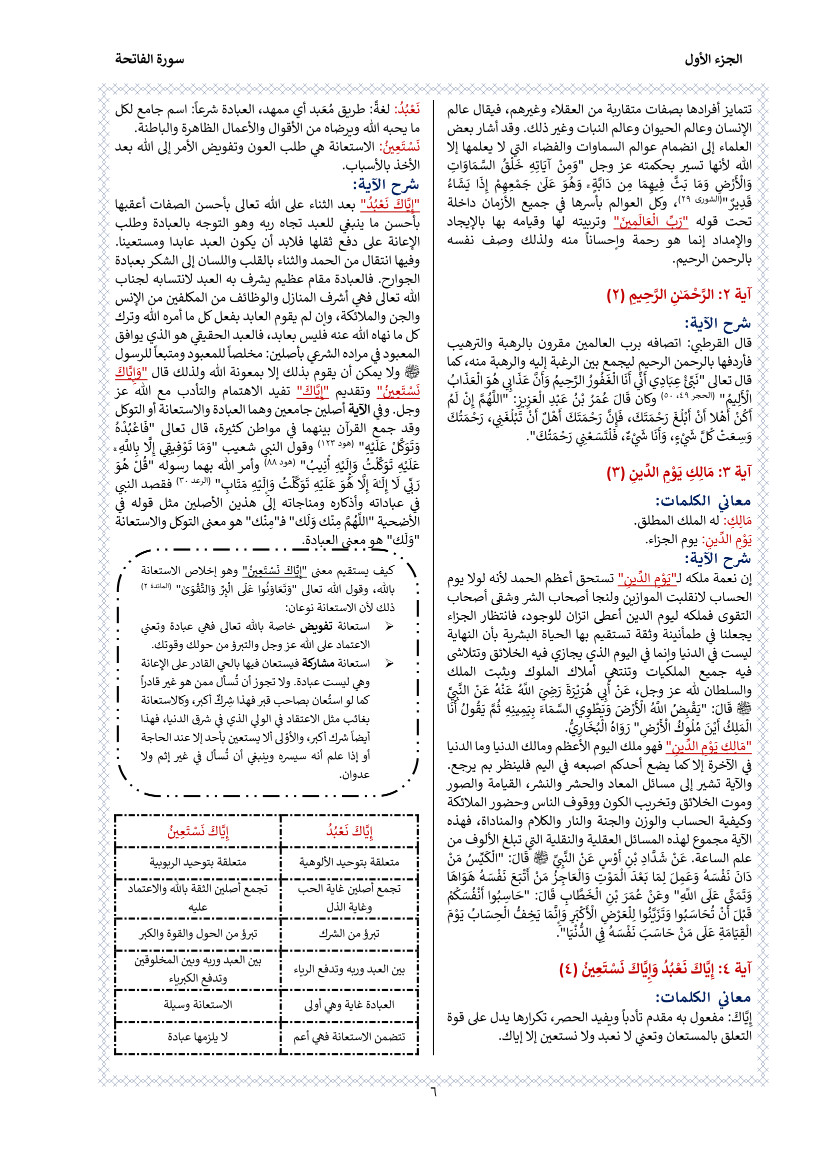 الجزء الأول
سورة الفاتحة
تتمايز أفرادها بصفات متقاربة من العقلاء وغيرهم، فيقال عالم
الإنسان وعالم الحيوان وعالم النبات وغير ذلك. وقد أشار بعض
العلماء إلى انضمام عوالم السماوات والفضاء التي لا يعلمها إلا
الله لأنها تسير بحكمته عز وجل "وَمِنْ آيَاتِهِ خَلْقُ السَّمَاوَاتِ
وَالْأَرْضِ وَمَا بَثَّ فِيهِمَا مِن دَابَّةٍ ۚ وَهُوَ عَلَىٰ جَمْعِهِمْ إِذَا يَشَاءُ
قَدِيرٌ" (الشورى ٢٩)، وكل العوالم بأسرها في جميع الأزمان داخلة
تحت قوله "رَبِّ الْعَالَمِينَ" وتربيته لها وقيامه بها بالإيجاد
والإمداد إنما هو رحمة وإحساناً منه ولذلك وصف نفسه
بالرحمن الرحيم.
آية ٢: الرَّحْمَٰنِ الرَّحِيمِ (٢)
شرح الآية:
قال القرطبي: اتصافه برب العالمين مقرون بالرهبة والترهيب
فأردفها بالرحمن الرحيم ليجمع بين الرغبة إليه والرهبة منه، كما
قال تعالى "نَبِّئْ عِبَادِي أَنِّي أَنَا الْغَفُورُ الرَّحِيمُ وَأَنَّ عَذَابِي هُوَ الْعَذَابُ
الْأَلِيمُ" (الحجر ٤٩، ٥٠) وكان قَالَ عُمَرُ بْنُ عَبْدِ الْعَزِيزِ: "اللَّهُمَّ إِنْ لَمْ
أَكُنْ أَهْلا أَنْ أَبْلُغَ رَحْمَتَكَ، فَإِنَّ رَحْمَتَكَ أَهْلٌ أَنْ تَبْلُغَنِي، رَحْمَتُكَ
وَسِعَتْ كُلَّ شَيْءٍ، وَأَنَا شَيْءٌ، فَلْتَسَعْنِي رَحْمَتُكَ".
آية ٣: مَالِكِ يَوْمِ الدِّينِ (٣)
معاني الكلمات:
مَالِكِ: له الملك المطلق.
يَوْمِ الدِّينِ: يوم الجزاء.
شرح الآية:
إن نعمة ملكه لـ"يَوْمِ الدِّينِ" تستحق أعظم الحمد لأنه لولا يوم
الحساب لانقلبت الموازين ولنجا أصحاب الشر وشقى أصحاب
التقوى فملكه ليوم الدين أعطى اتزان للوجود، فانتظار الجزاء
يجعلنا في طمأنينة وثقة تستقيم بها الحياة البشرية بأن النهاية
ليست في الدنيا وإنما في اليوم الذي يجازي فيه الخلائق وتتلاشى
فيه جميع الملكيات وتنتهي أملاك الملوك ويثبت الملك
والسلطان لله عز وجل، عَنْ أَبِي هُرَيْرَةَ رَضِيَ اللَّهُ عَنْهُ عَنْ النَّبِيِّ
ﷺ قَالَ: "يَقْبِضُ اللَّهُ الْأَرْضَ وَيَطْوِي السَّمَاءَ بِيَمِينِهِ ثُمَّ يَقُولُ أَنَا
الْمَلِكُ أَيْنَ مُلُوكُ الْأَرْضِ" رَوَاهُ الْبُخَارِيُّ.
"مَالِكِ يَوْمِ الدِّينِ" فهو ملك اليوم الأعظم ومالك الدنيا وما الدنيا
في الآخرة إلا كما يضع أحدكم اصبعه في اليم فلينظر بم يرجع.
والآية تشير إلى مسائل المعاد والحشر والنشر، القيامة والصور
وموت الخلائق وتخريب الكون ووقوف الناس وحضور الملائكة
وكيفية الحساب والوزن والجنة والنار والكلام والمناداة، فهذه
الآية مجموع لهذه المسائل العقلية والنقلية التي تبلغ الألوف من
علم الساعة. عَنْ شَدَّادِ بْنِ أَوْسٍ عَنْ النَّبِيِّ ﷺ قَالَ: "الْكَيِّسُ مَنْ
دَانَ نَفْسَهُ وَعَمِلَ لِمَا بَعْدَ الْمَوْتِ وَالْعَاجِزُ مَنْ أَتْبَعَ نَفْسَهُ هَوَاهَا
وَتَمَنَّى عَلَى اللَّهِ" وعَنْ عُمَرَ بْنِ الْخَطَّابِ قَالَ: "حَاسِبُوا أَنْفُسَكُمْ
قَبْلَ أَنْ تُحَاسَبُوا وَتَزَيَّنُوا لِلْعَرْضِ الْأَكْبَرِ وَإِنَّمَا يَخِفُّ الْحِسَابُ يَوْمَ
الْقِيَامَةِ عَلَى مَنْ حَاسَبَ نَفْسَهُ فِي الدُّنْيَا".
آية ٤: إِيَّاكَ نَعْبُدُ وَإِيَّاكَ نَسْتَعِينُ (٤)
معاني الكلمات:
إِيَّاكَ: مفعول به مقدم تأدباً ويفيد الحصر، تكرارها يدل على قوة
التعلق بالمستعان وتعني لا نعبد ولا نستعين إلا إياك.
نَعْبُدُ: لغةً: طريق مُعَبد أي ممهد، العبادة شرعاً: اسم جامع لكل
ما يحبه الله ويرضاه من الأقوال والأعمال الظاهرة والباطنة.
نَسْتَعِينُ: الاستعانة هي طلب العون وتفويض الأمر إلى الله بعد
الأخذ بالأسباب.
شرح الآية:
"إِيَّاكَ نَعْبُدُ" بعد الثناء على الله تعالى بأحسن الصفات أعقبها
بأحسن ما ينبغي للعبد تجاه ربه وهو التوجه بالعبادة وطلب
الإعانة على دفع ثقلها فلابد أن يكون العبد عابدا ومستعينا.
وفيها انتقال من الحمد والثناء بالقلب واللسان إلى الشكر بعبادة
الجوارح. فالعبادة مقام عظيم يشرف به العبد لانتسابه لجناب
الله تعالى فهي أشرف المنازل والوظائف من المكلفين من الإنس
والجن والملائكة، وإن لم يقوم العابد بفعل كل ما أمره الله وترك
كل ما نهاه الله عنه فليس بعابد، فالعبد الحقيقي هو الذي يوافق
المعبود في مراده الشرعي بأصلين: مخلصاً للمعبود ومتبعاً للرسول
ﷺ ولا يمكن أن يقوم بذلك إلا بمعونة الله ولذلك قال "وَإِيَّاكَ
نَسْتَعِينُ" وتقديم "إِيَّاكَ" تفيد الاهتمام والتأدب مع الله عز
وجل. وفي الآية أصلين جامعين وهما العبادة والاستعانة أو التوكل
وقد جمع القرآن بينهما في مواطن كثيرة، قال تعالى "فَاعْبُدْهُ
وَتَوَكَّلْ عَلَيْهِ" (هود ١٢٣) وقول النبي شعيب "وَمَا تَوْفِيقِي إِلَّا بِاللَّهِ ۚ
عَلَيْهِ تَوَكَّلْتُ وَإِلَيْهِ أُنِيبُ" (هود ٨٨) وأمر الله بهما رسوله "قُلْ هُوَ
رَبِّي لَا إِلَٰهَ إِلَّا هُوَ عَلَيْهِ تَوَكَّلْتُ وَإِلَيْهِ مَتَابِ" (الرعد ٣٠) فقصد النبي
في عباداته وأذكاره ومناجاته إلى هذين الأصلين مثل قوله في
الأضحية "اللَّهُمَّ مِنْكَ وَلَكَ" فـ"مِنْك" هو معنى التوكل والاستعانة
"وَلَك" هو معنى العبادة.
كيف يستقيم معنى "إِيَّاكَ نَسْتَعِينُ" وهو إخلاص الاستعانة
بالله، وقول الله تعالى "وَتَعَاوَنُوا عَلَى الْبِرِّ وَالتَّقْوَىٰ" (المائدة ٢)
ذلك لأن الاستعانة نوعان:
➢ استعانة تفويض خاصة بالله تعالى فهي عبادة وتعني
الاعتماد على الله عز وجل والتبرؤ من حولك وقوتك.
➢ استعانة مشاركة فيستعان فيها بالحي القادر على الإعانة
وهي ليست عبادة. ولا تجوز أن تُسأل ممن هو غير قادراً
كما لو استُعان بصاحب قبر فهذا شِركٌ أكبر، وكالاستعانة
بغائب مثل الاعتقاد في الولي الذي في شرق الدنيا، فهذا
أيضاً شرك أكبر، والأوْلى ألا يستعين بأحد إلا عند الحاجة
أو إذا علم أنه سيسره وينبغي أن تُسأل في غير إثم ولا
عدوان.
إِيَّاكَ نَعْبُدُ
إِيَّاكَ نَسْتَعِينُ
متعلقة بتوحيد الألوهية
متعلقة بتوحيد الربوبية
تجمع أصلين غاية الحب
وغاية الذل
تجمع أصلين الثقة بالله والاعتماد
عليه
تبرؤ من الشرك
تبرؤ من الحول والقوة والكبر
بين العبد وربه وتدفع الرياء
بين العبد وربه وبين المخلوقين
وتدفع الكبرياء
العبادة غاية وهي أولى
الاستعانة وسيلة
تتضمن الاستعانة فهي أعم
لا يلزمها عبادة
٦